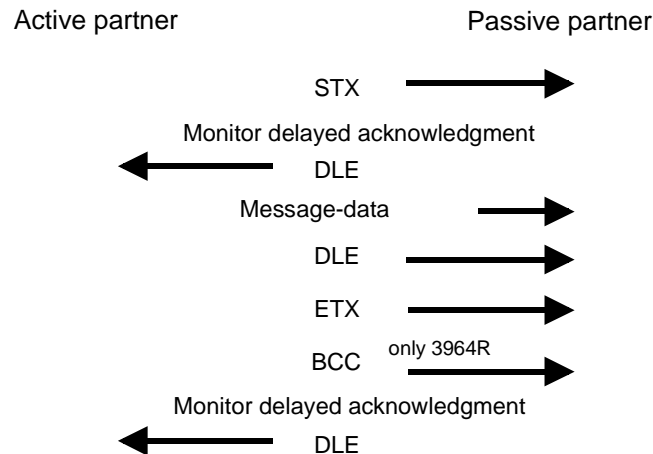 Active partner Passive partner
STX
Monitor delayed acknowledgment
DLE
Message-data
DLE
ETX
BCC only 3964R
Monitor delayed acknowledgment
DLE